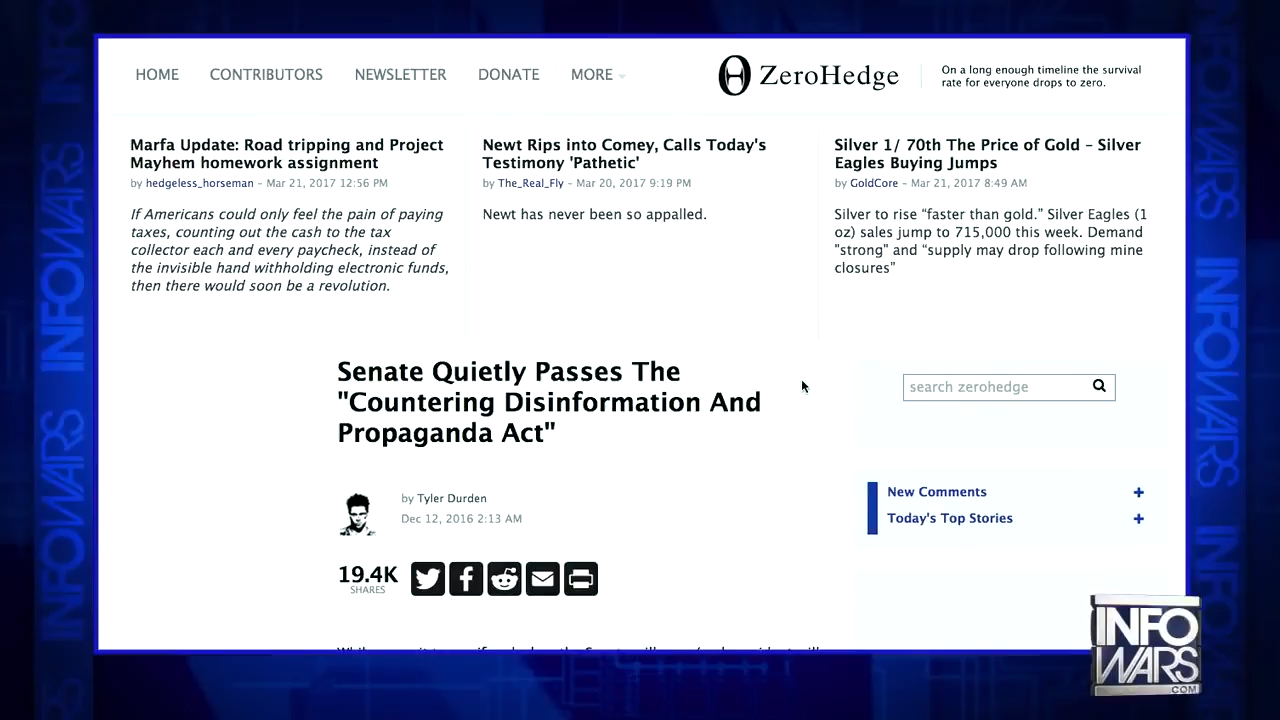 HOME CONTRIBUTORS NEWSLETTER DONATE MORE
ZeroHedge
On a long enough timeline the survival
rate for everyone drops to zero.
Marfa Update: Road tripping and Project
Mayhem homework assignment
by hedgeless_horseman - Mar 21, 2017 12:56 PM
If Americans could only feel the pain of paying
taxes, counting out the cash to the tax
collector each and every paycheck, instead of
the invisible hand withholding electronic funds,
then there would soon be a revolution.
Newt Rips into Comey, Calls Today's
Testimony 'Pathetic'
by The_Real_Fly - Mar 20, 2017 9:19 PM
Newt has never been so appalled.
Silver 1/ 70th The Price of Gold – Silver
Eagles Buying Jumps
by GoldCore - Mar 21, 2017 8:49 AM
Silver to rise “faster than gold.” Silver Eagles (1
oz) sales jump to 715,000 this week. Demand
"strong" and “supply may drop following mine
closures”
Senate Quietly Passes The
"Countering Disinformation And
Propaganda Act"
by Tyler Durden
Dec 12, 2016 2:13 AM
19.4K
SHARES
search zerohedge
New Comments +
Today's Top Stories +
INFOWARS
INFOWARS
INFOWARS
INFOWARS
INFO
WARS
.COM